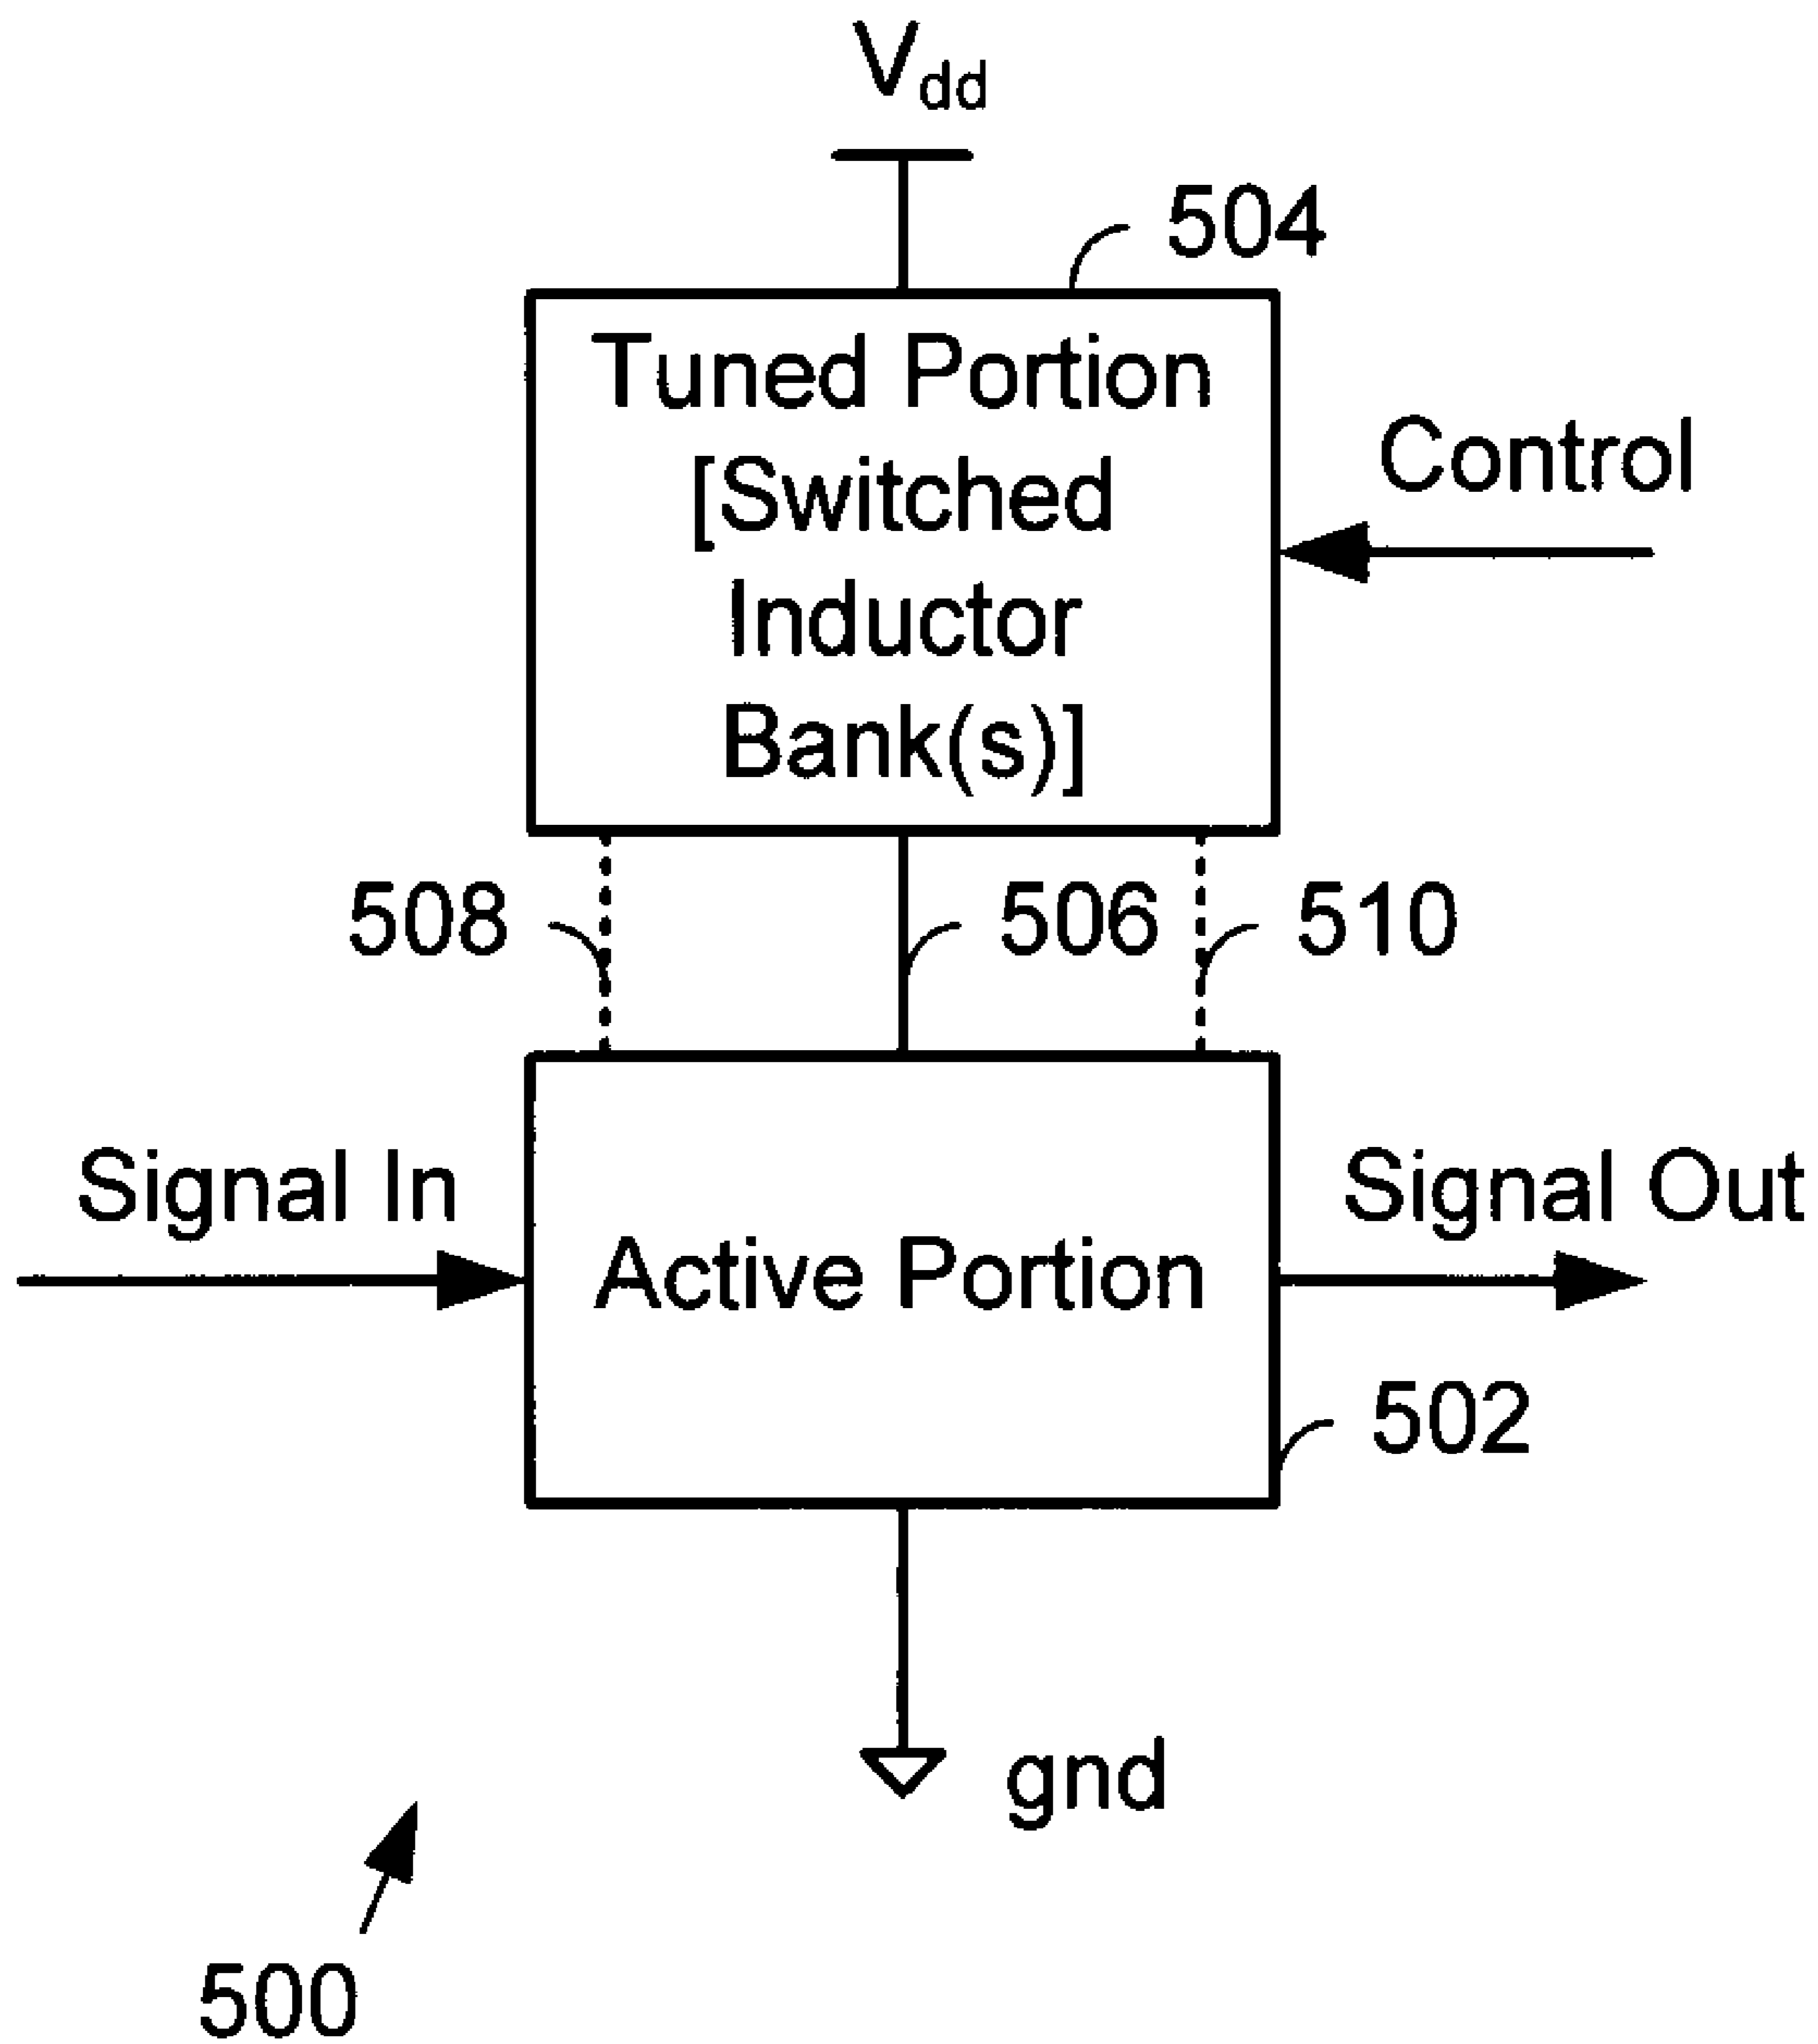 Vdd
504
Tuned Portion
[Switched
Inductor
Bank(s)]
Control
508
506
510
Signal In
Active Portion
Signal Out
502
gnd
500